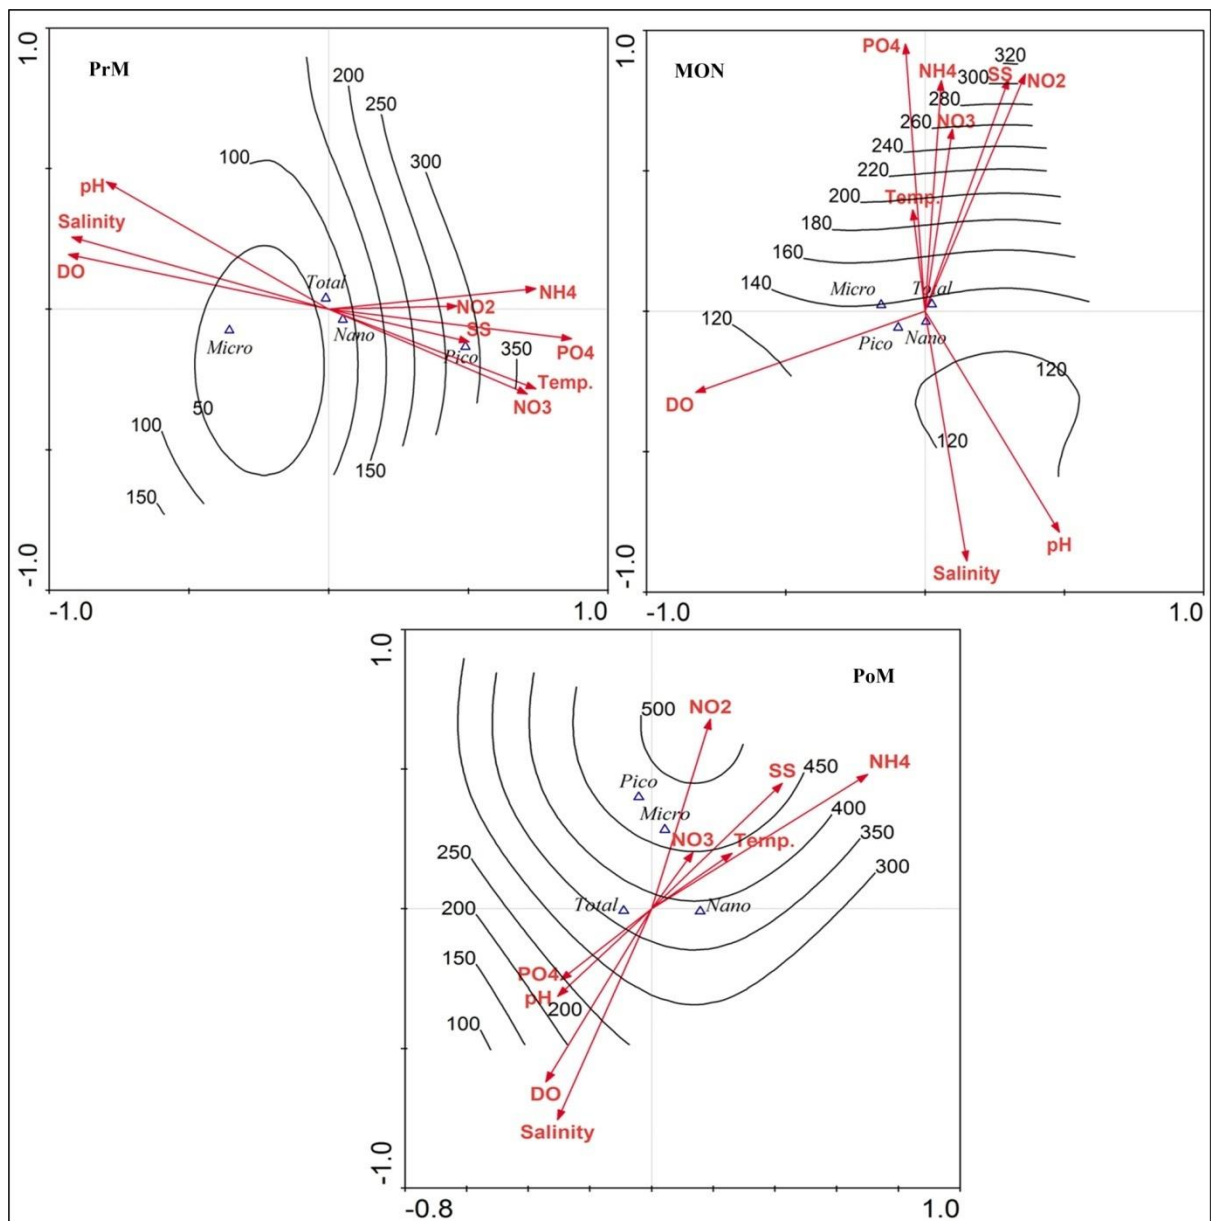 PrM
1.0
200
250
100
300
pH
Salinity
DO
Total
NH4
NO2
Nano
SS
Micro
Pico
350
PO4
Temp.
50
NO3
100
150
150
-1.0
-1.0
1.0
MON
1.0
PO4
NH4
320
300
SS
NO2
280
260
NO3
240
220
200
Temp.
180
160
140
Micro
Total
120
Pico
Nano
120
DO
120
pH
Salinity
-1.0
-1.0
1.0
PoM
1.0
500
NO2
SS
450
NH4
Pico
Micro
400
NO3
Temp.
350
250
300
200
Total
Nano
150
PO4
pH
200
100
DO
Salinity
-1.0
-0.8
1.0